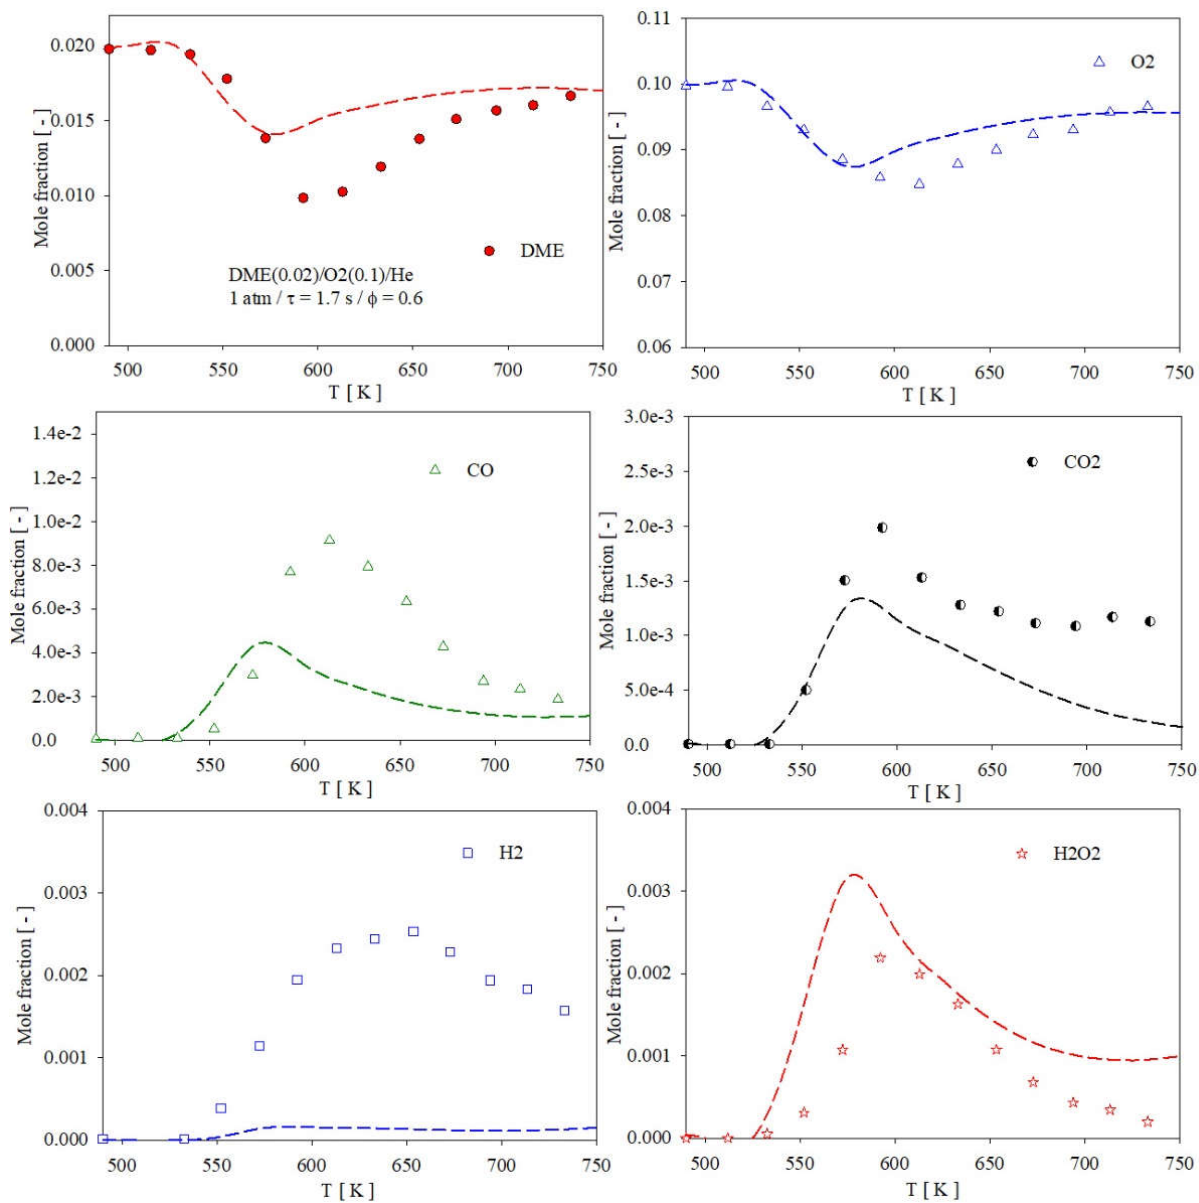 0.020
0.015
0.010
0.005
0.000
Mole fraction [ - ]
DME
DME(0.02)/O2(0.1)/He
1 atm / τ = 1.7 s / ϕ = 0.6
500 550 600 650 700 750
T [ K ]
0.11
0.10
0.09
0.08
0.07
0.06
Mole fraction [ - ]
O2
500 550 600 650 700 750
T [ K ]
1.4e-2
1.2e-2
1.0e-2
8.0e-3
6.0e-3
4.0e-3
2.0e-3
0.0
Mole fraction [ - ]
CO
500 550 600 650 700 750
T [ K ]
3.0e-3
2.5e-3
2.0e-3
1.5e-3
1.0e-3
5.0e-4
0.0
Mole fraction [ - ]
CO2
500 550 600 650 700 750
T [ K ]
0.004
0.003
0.002
0.001
0.000
Mole fraction [ - ]
H2
500 550 600 650 700 750
T [ K ]
0.004
0.003
0.002
0.001
0.000
Mole fraction [ - ]
H2O2
500 550 600 650 700 750
T [ K ]